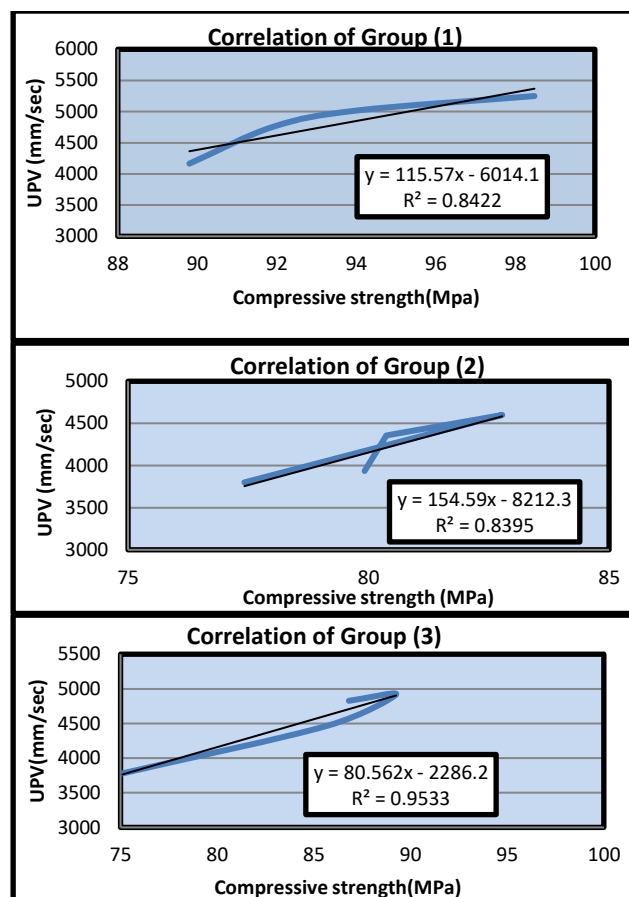 Correlation of Group (1)
6000
5500
5000
4500
4000
3500
3000
UPV (mm/sec)
y = 115.57x - 6014.1
R² = 0.8422
88 90 92 94 96 98 100
Compressive strength(Mpa)
Correlation of Group (2)
5000
4500
4000
3500
3000
UPV (mm/sec)
y = 154.59x - 8212.3
R² = 0.8395
75 80 85
Compressive strength (MPa)
Correlation of Group (3)
5500
5000
4500
4000
3500
3000
UPV(mm/sec)
y = 80.562x - 2286.2
R² = 0.9533
75 80 85 90 95 100
Compressive strength(MPa)